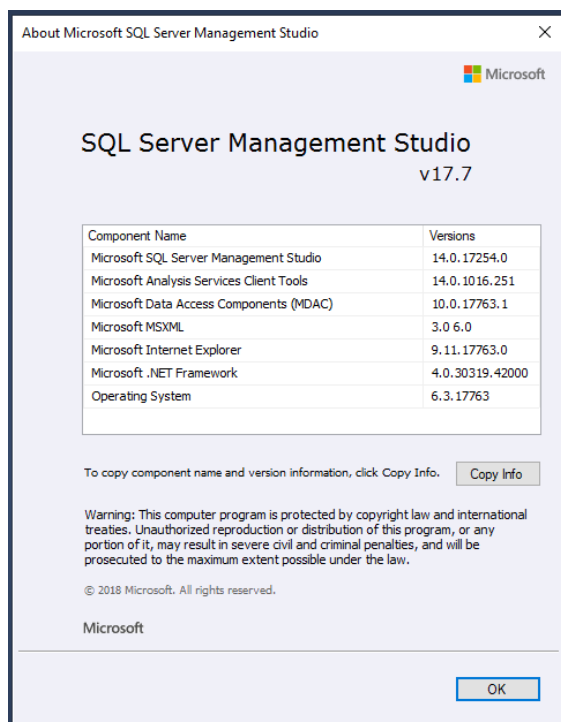 About Microsoft SQL Server Management Studio
Microsoft
SQL Server Management Studio
v17.7
Component Name Versions
Microsoft SQL Server Management Studio 14.0.17254.0
Microsoft Analysis Services Client Tools 14.0.1016.251
Microsoft Data Access Components (MDAC) 10.0.17763.1
Microsoft MSXML 3.0 6.0
Microsoft Internet Explorer 9.11.17763.0
Microsoft .NET Framework 4.0.30319.42000
Operating System 6.3.17763
To copy component name and version information, click Copy Info. Copy Info
Warning: This computer program is protected by copyright law and international
treaties. Unauthorized reproduction or distribution of this program, or any
portion of it, may result in severe civil and criminal penalties, and will be
prosecuted to the maximum extent possible under the law.
© 2018 Microsoft. All rights reserved.
Microsoft
OK